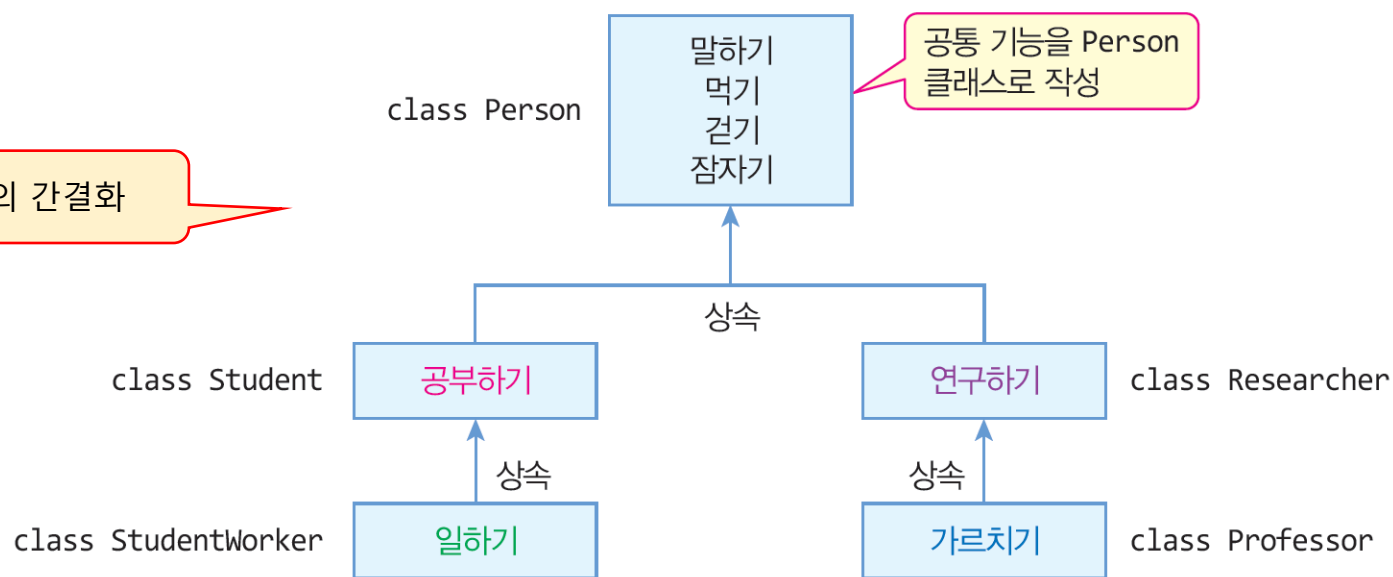 말하기
먹기
걷기
잠자기
class Person
공통 기능을 Person
클래스로 작성
의 간결화
상속
class Student
공부하기
연구하기
class Researcher
상속
상속
class StudentWorker
일하기
가르치기
class Professor